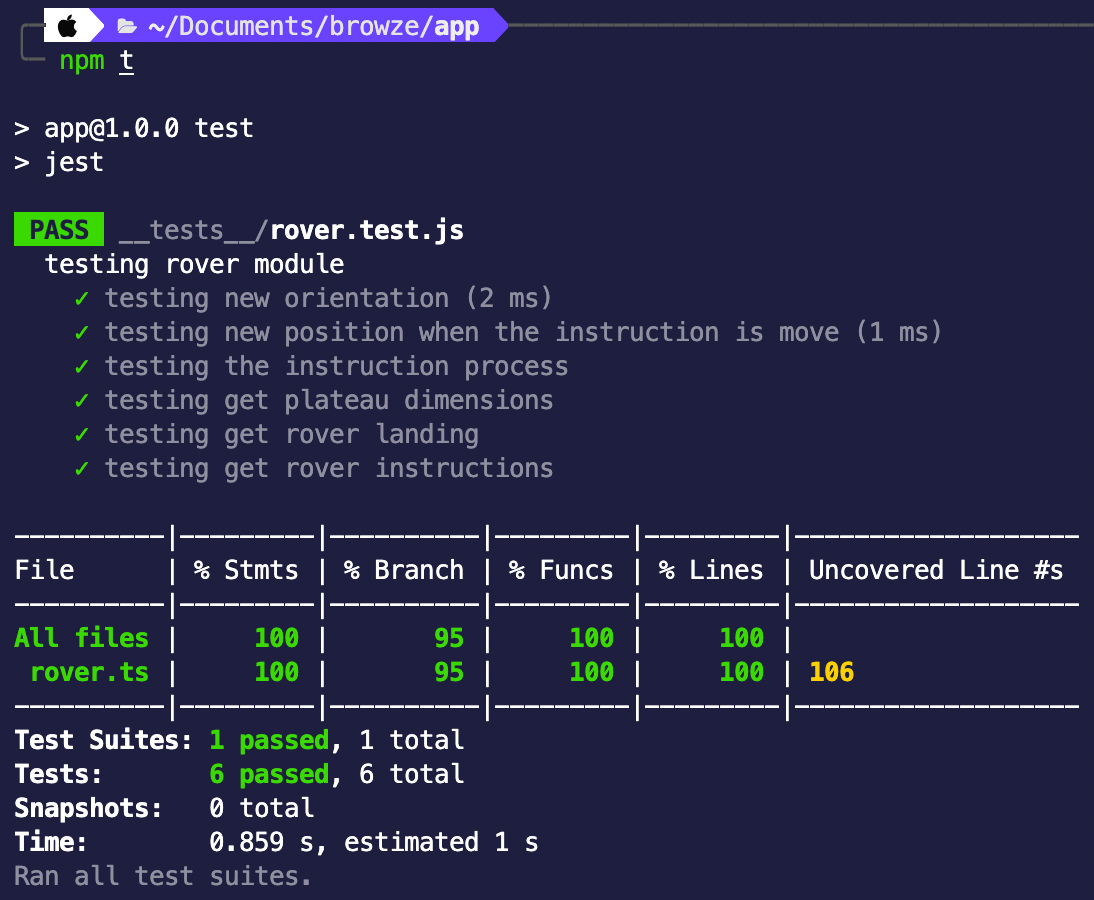 ~/Documents/browze/app
npm t
> app@1.0.0 test
> jest
PASS __tests__/rover.test.js
testing rover module
✓ testing new orientation (2 ms)
✓ testing new position when the instruction is move (1 ms)
✓ testing the instruction process
✓ testing get plateau dimensions
✓ testing get rover landing
✓ testing get rover instructions
----------|---------|----------|---------|---------|-------------------
File      | % Stmts | % Branch | % Funcs | % Lines | Uncovered Line #s
----------|---------|----------|---------|---------|-------------------
All files |     100 |       95 |     100 |     100 |
 rover.ts |     100 |       95 |     100 |     100 | 106
----------|---------|----------|---------|---------|-------------------
Test Suites: 1 passed, 1 total
Tests:       6 passed, 6 total
Snapshots:   0 total
Time:        0.859 s, estimated 1 s
Ran all test suites.